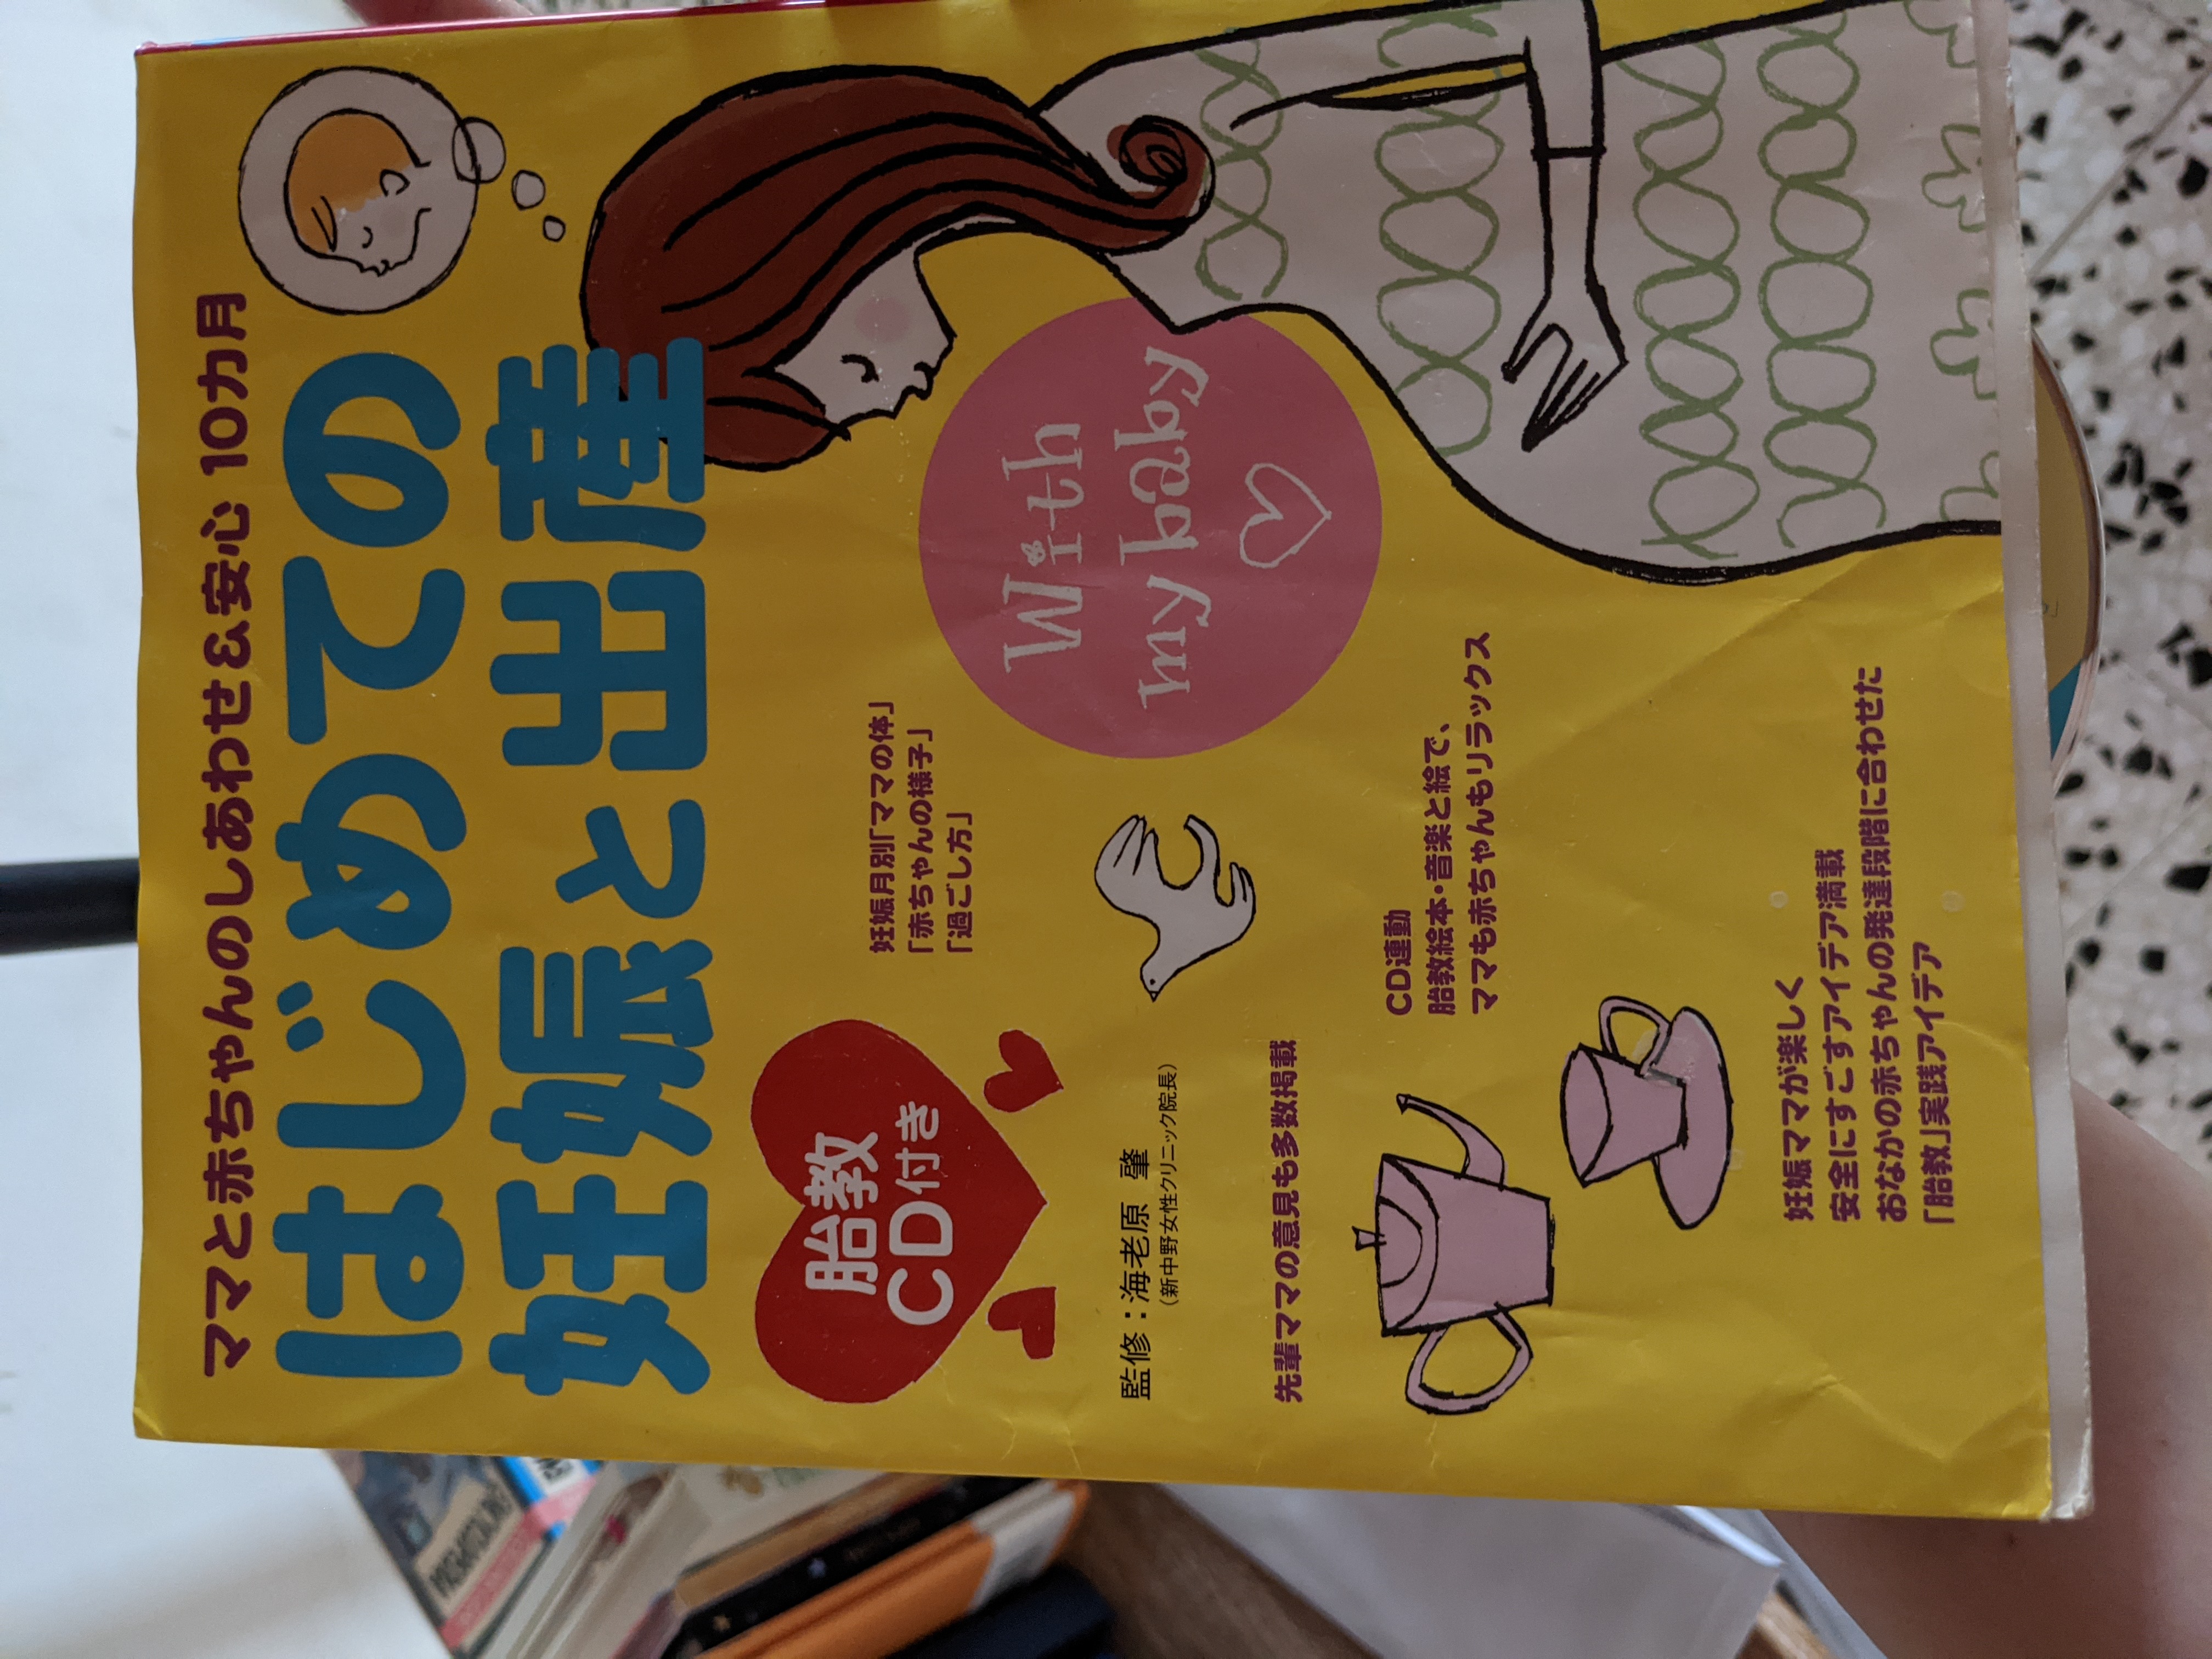 ママと赤ちゃんのしあわせ&安心 10カ月
はじめての
妊娠と出産
胎教
CD付き
妊娠月別「ママの体」
「赤ちゃんの様子」
「過ごし方」
With
my baby
監修：海老原 肇
（新中野女性クリニック院長）
先輩ママの意見も多数掲載
CD連動
胎教絵本・音楽と絵で、
ママも赤ちゃんもリラックス
妊娠ママが楽しく
安全にすごすアイデア満載
おなかの赤ちゃんの発達段階に合わせた
「胎教」実践アイデア